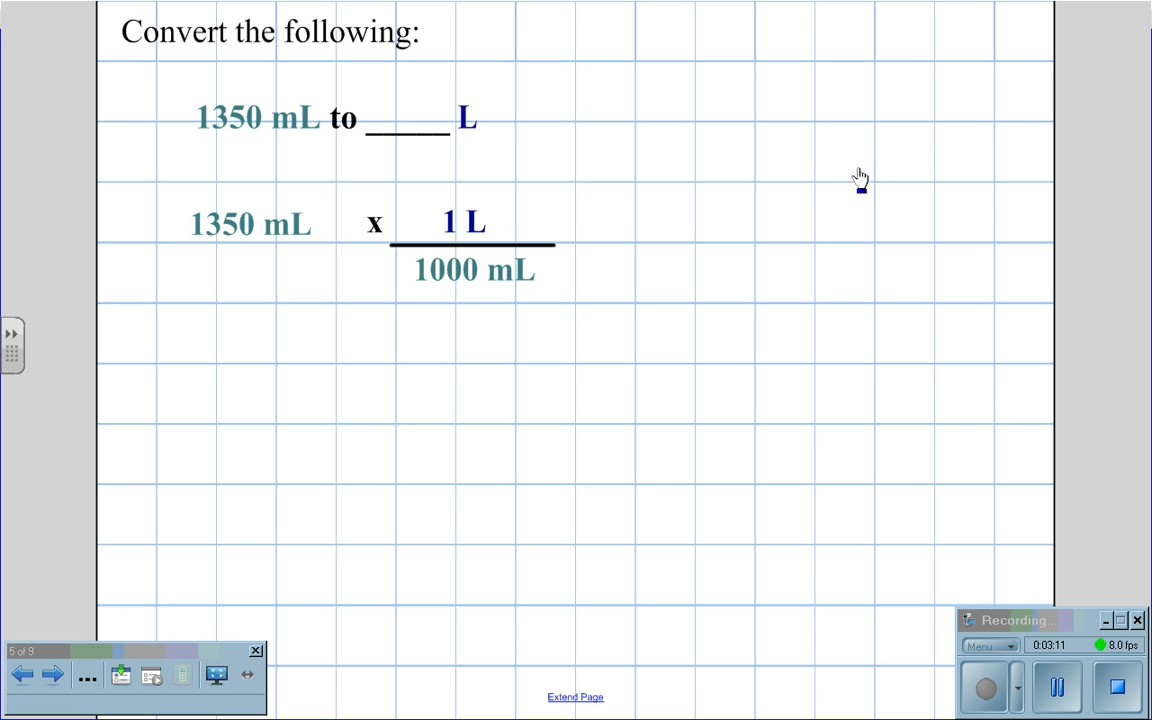 Convert the following:
1350 mL to _____ L
1350 mL x 1 L
1000 mL
5 of 9
Extend Page
Recording...
Menu 0:03:11 8.0 fps